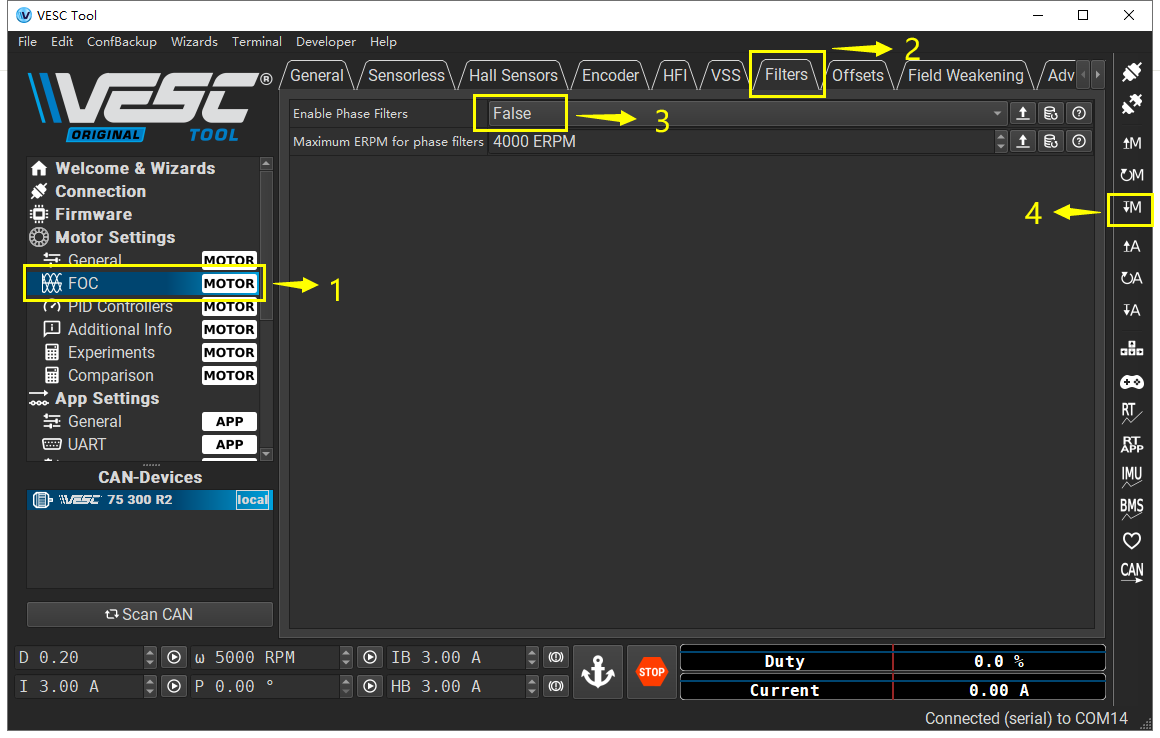 VESC Tool
File Edit ConfBackup Wizards Terminal Developer Help
VESC®
ORIGINAL TOOL
Welcome & Wizards
Connection
Firmware
Motor Settings
General MOTOR
FOC MOTOR
PID Controllers MOTOR
Additional Info MOTOR
Experiments MOTOR
Comparison MOTOR
App Settings
General APP
UART APP
CAN-Devices
VESC 75 300 R2 local
Scan CAN
General Sensorless Hall Sensors Encoder HFI VSS Filters Offsets Field Weakening Adv
Enable Phase Filters False
Maximum ERPM for phase filters 4000 ERPM
1
2
3
4
M
M
M
A
A
A
RT
RT
APP
IMU
BMS
CAN
D 0.20 ω 5000 RPM IB 3.00 A
I 3.00 A P 0.00 ° HB 3.00 A
STOP
Duty 0.0 %
Current 0.00 A
Connected (serial) to COM14